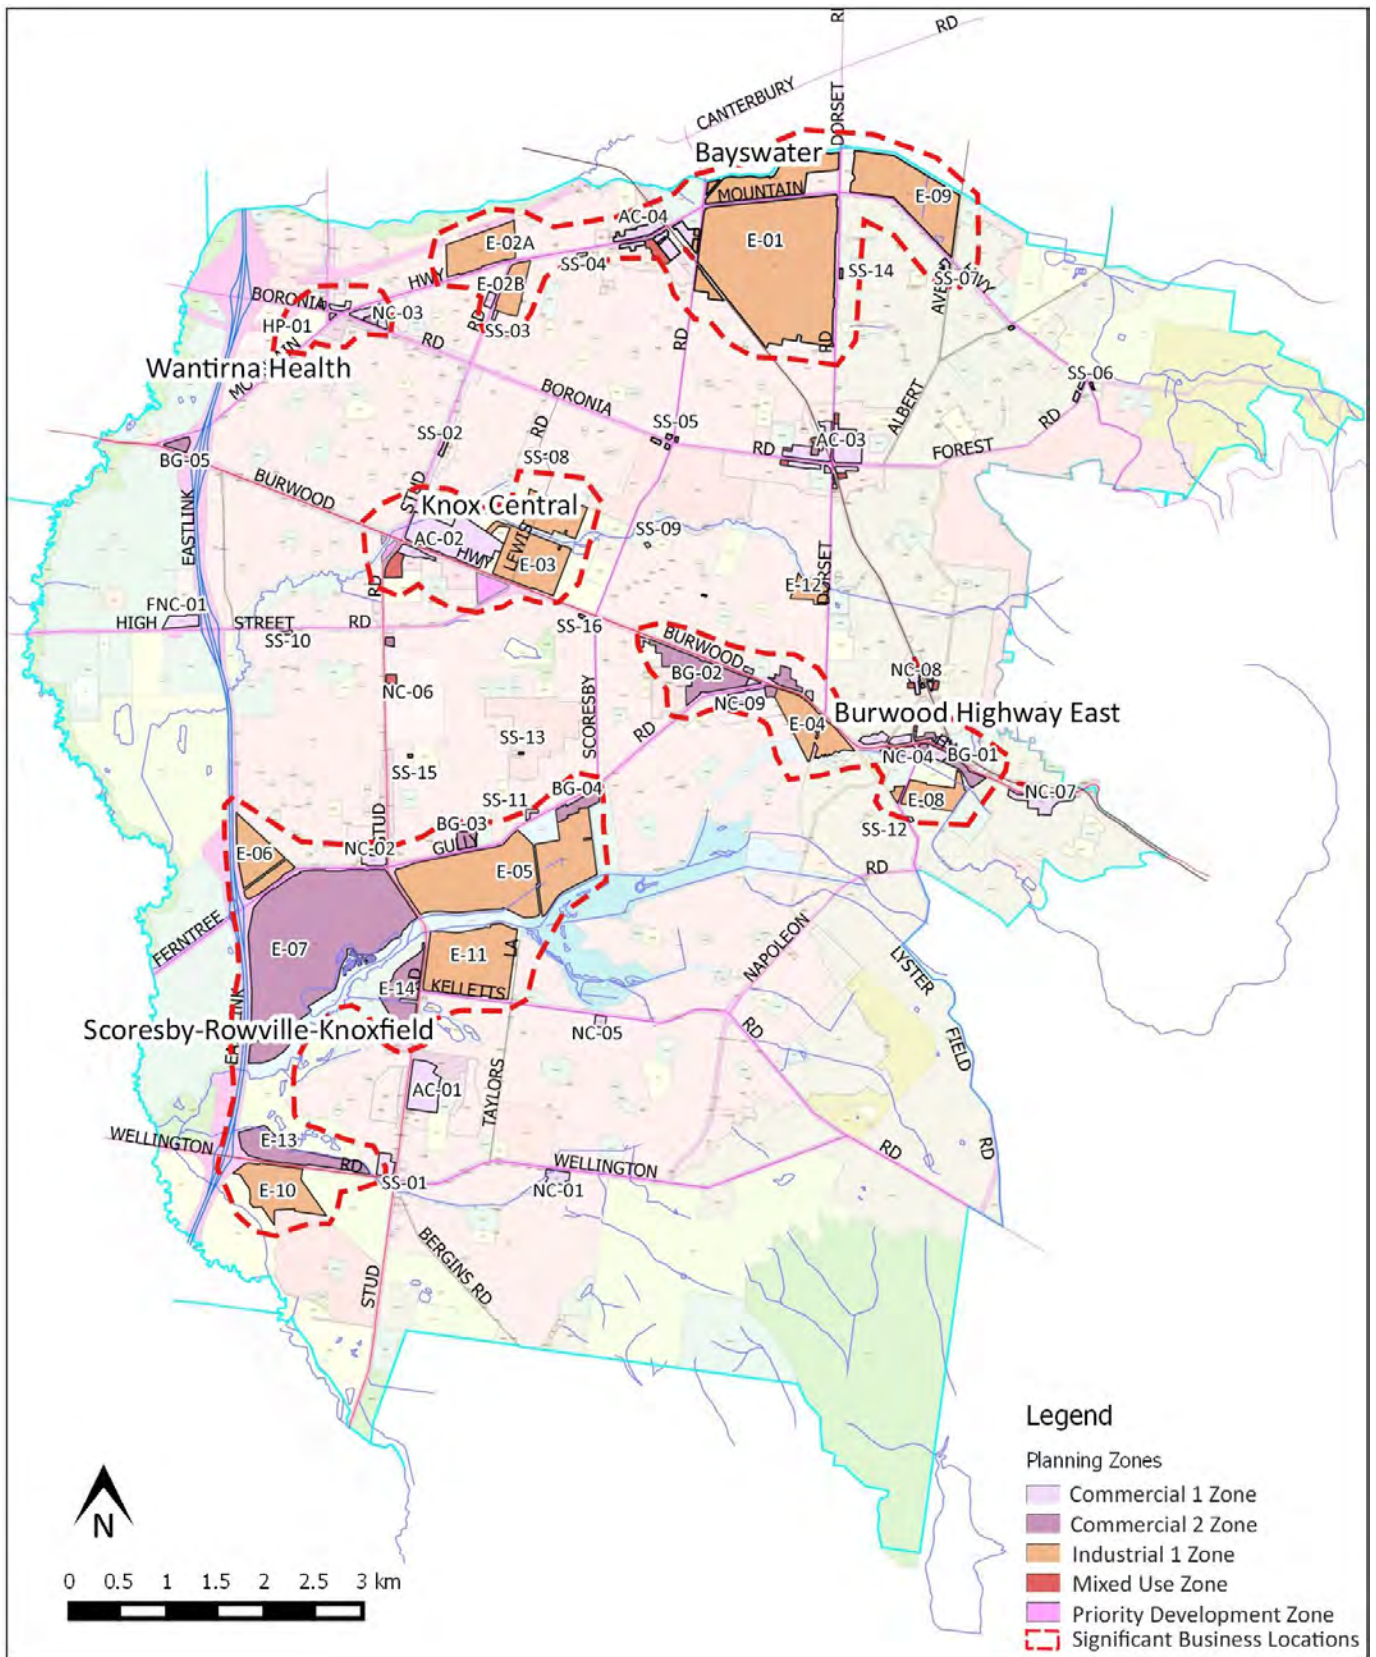 RD
RD
CANTERBURY
DORSET
Bayswater
MOUNTAIN
E-09
AC-04
E-02A
E-01
SS-04
SS-14
SS-07
HWY
AVE
HWY
E-02B
BORONIA
NC-03
HP-01
RD
SS-03
RD
RD
RD
Wantirna Health
SS-06
BORONIA
ALBERT
SS-02
RD
SS-05
RD
AC-03
RD
FOREST
BG-05
SS-08
BURWOOD
STUD
Knox Central
EASTLINK
AC-02
HWY
LEWIS
SS-09
E-03
RD
DORSET
E-12
FNC-01
HIGH
STREET
RD
SS-10
SS-16
BURWOOD
BG-02
NC-08
NC-06
NC-09
SCORESBY
RD
E-04
Burwood Highway East
SS-13
NC-04
BG-01
SS-15
NC-07
BG-04
SS-11
E-08
STUD
BG-03
SS-12
NC-02
GULLY
E-06
E-05
RD
FERNTREE
E-07
NAPOLEON
LA
E-11
LYSTER
E-14
KELLETTS
Scoresby-Rowville-Knoxfield
NC-05
RD
FIELD
AC-01
TAYLORS
WELLINGTON
E-13
RD
RD
RD
WELLINGTON
SS-01
NC-01
E-10
BERGINS RD
STUD
Legend
Planning Zones
Commercial 1 Zone
Commercial 2 Zone
Industrial 1 Zone
Mixed Use Zone
Priority Development Zone
Significant Business Locations
N
0 0.5 1 1.5 2 2.5 3 km